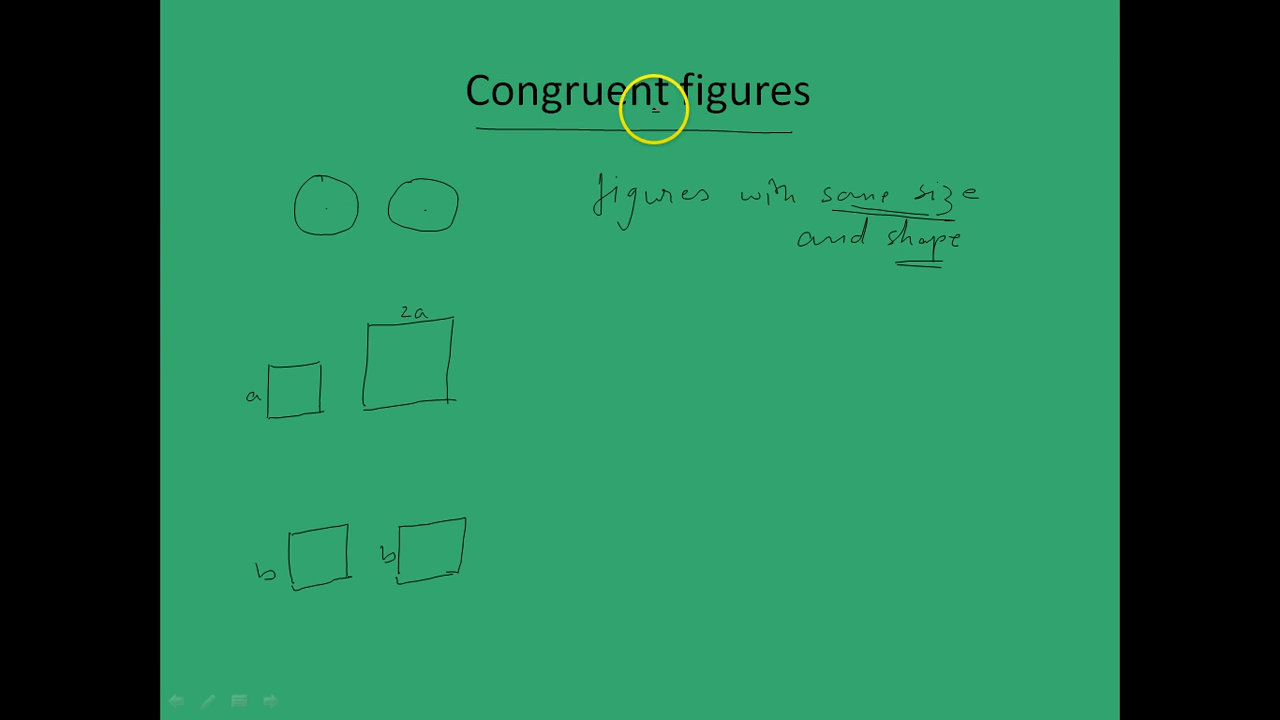 Congruent figures
figures with same size
and shape
2a
a
b
b